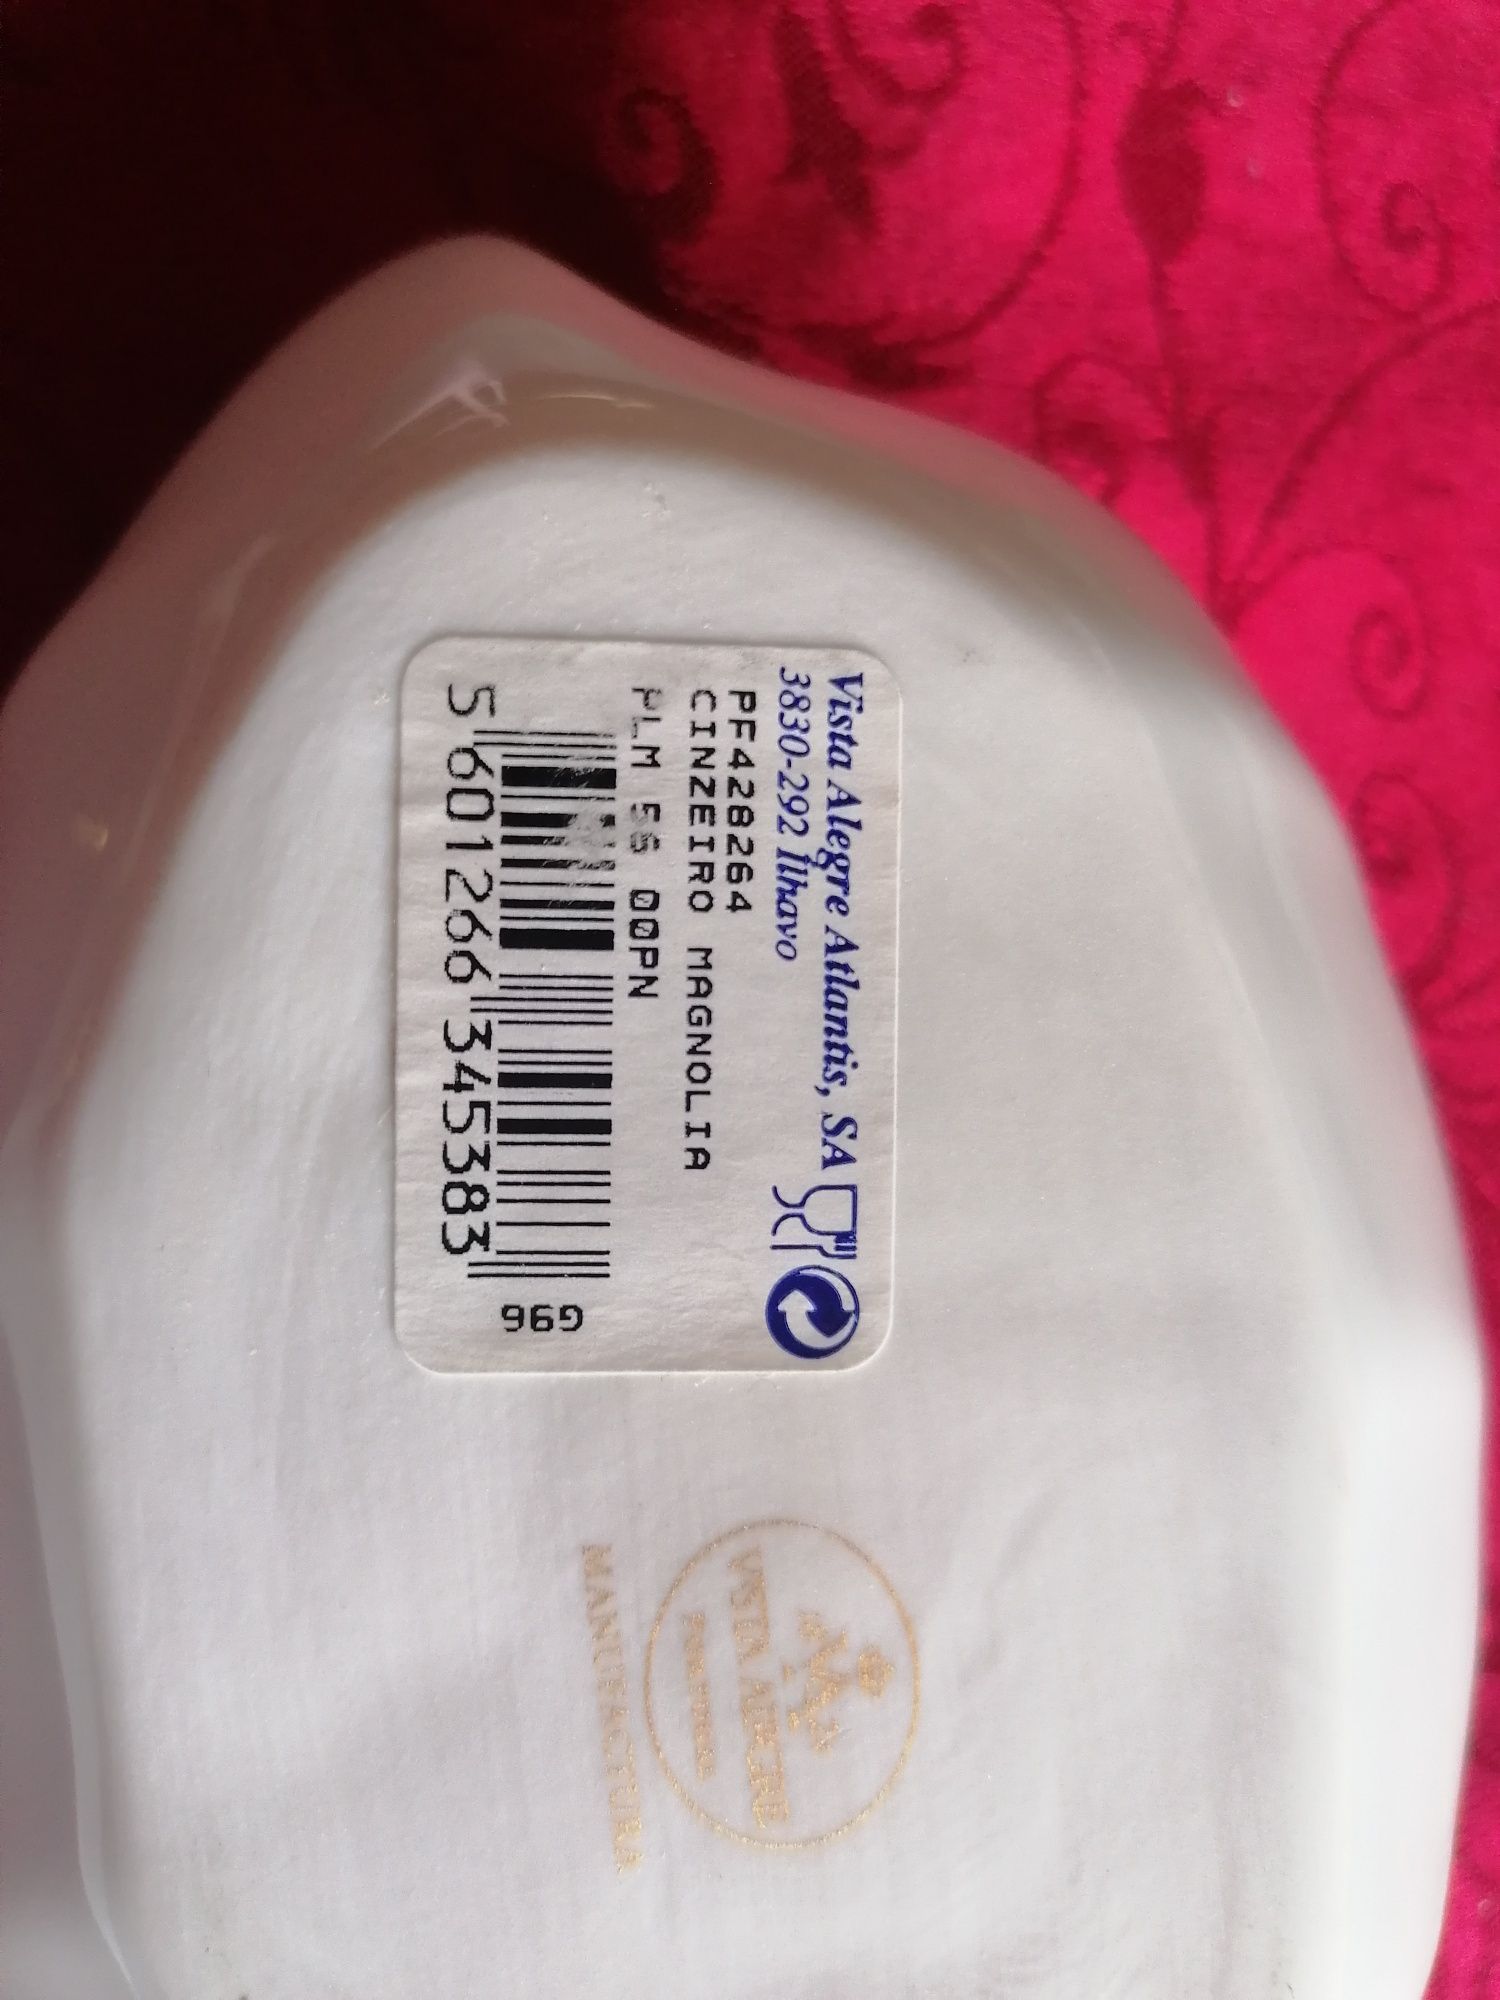 Vista Alegre Atlantis, SA
3830-292 Ílhavo
PF428264
CINZEIRO MAGNOLIA
PLM 56 00PN
5 601266 345383
G96
VISTA ALEGRE
PORTUGAL
MANUFACTURA